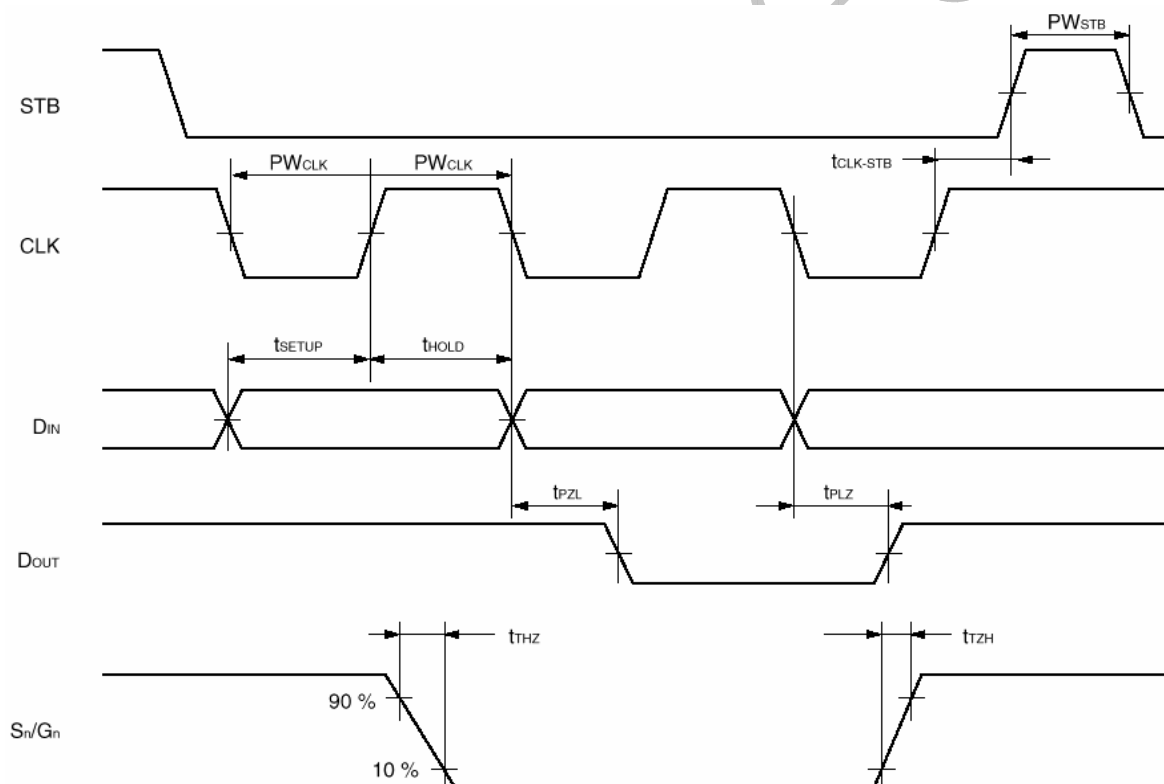 PWSTB
STB
PWCLK PWCLK
tCLK-STB
CLK
tSETUP tHOLD
DIN
tPZL tPLZ
DOUT
tTHZ tTZH
90 %
Sn/Gn
10 %